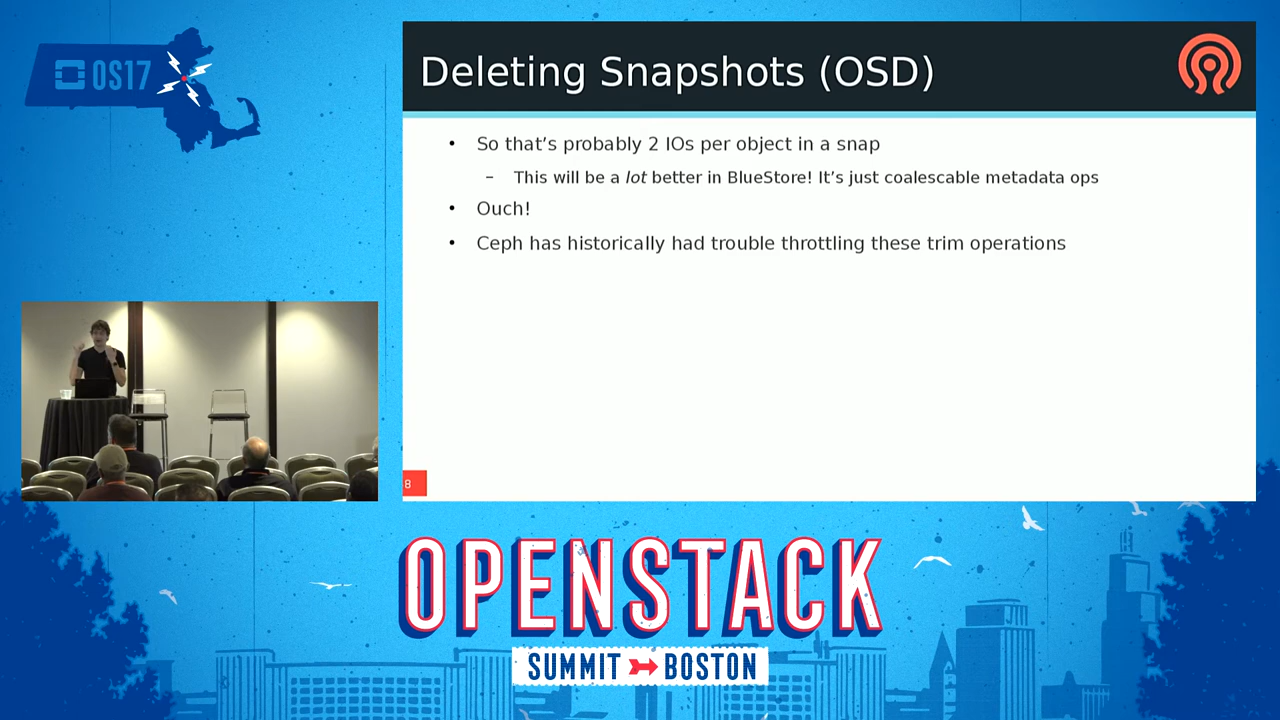 OS17
Deleting Snapshots (OSD)
• So that's probably 2 IOs per object in a snap
– This will be a lot better in BlueStore! It's just coalescable metadata ops
• Ouch!
• Ceph has historically had trouble throttling these trim operations
8
OPENSTACK
SUMMIT BOSTON